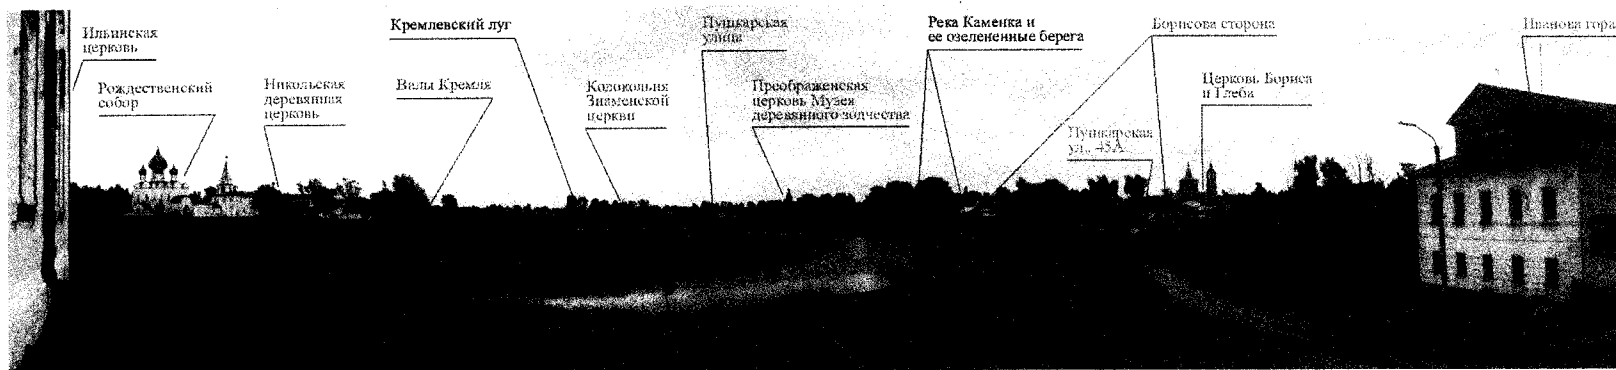 Ильинская
церковь
Рождественский
собор
Никольская
деревянная
церковь
Кремлевский луг
Валы Кремля
Колокольня
Знаменской
церкви
Пушкарская
улица
Преображенская
церковь Музея
деревянного зодчества
Река Каменка и
ее озелененные берега
Борисова сторона
Пушкарская
ул., 45А
Церковь Бориса
и Глеба
Иванова гора